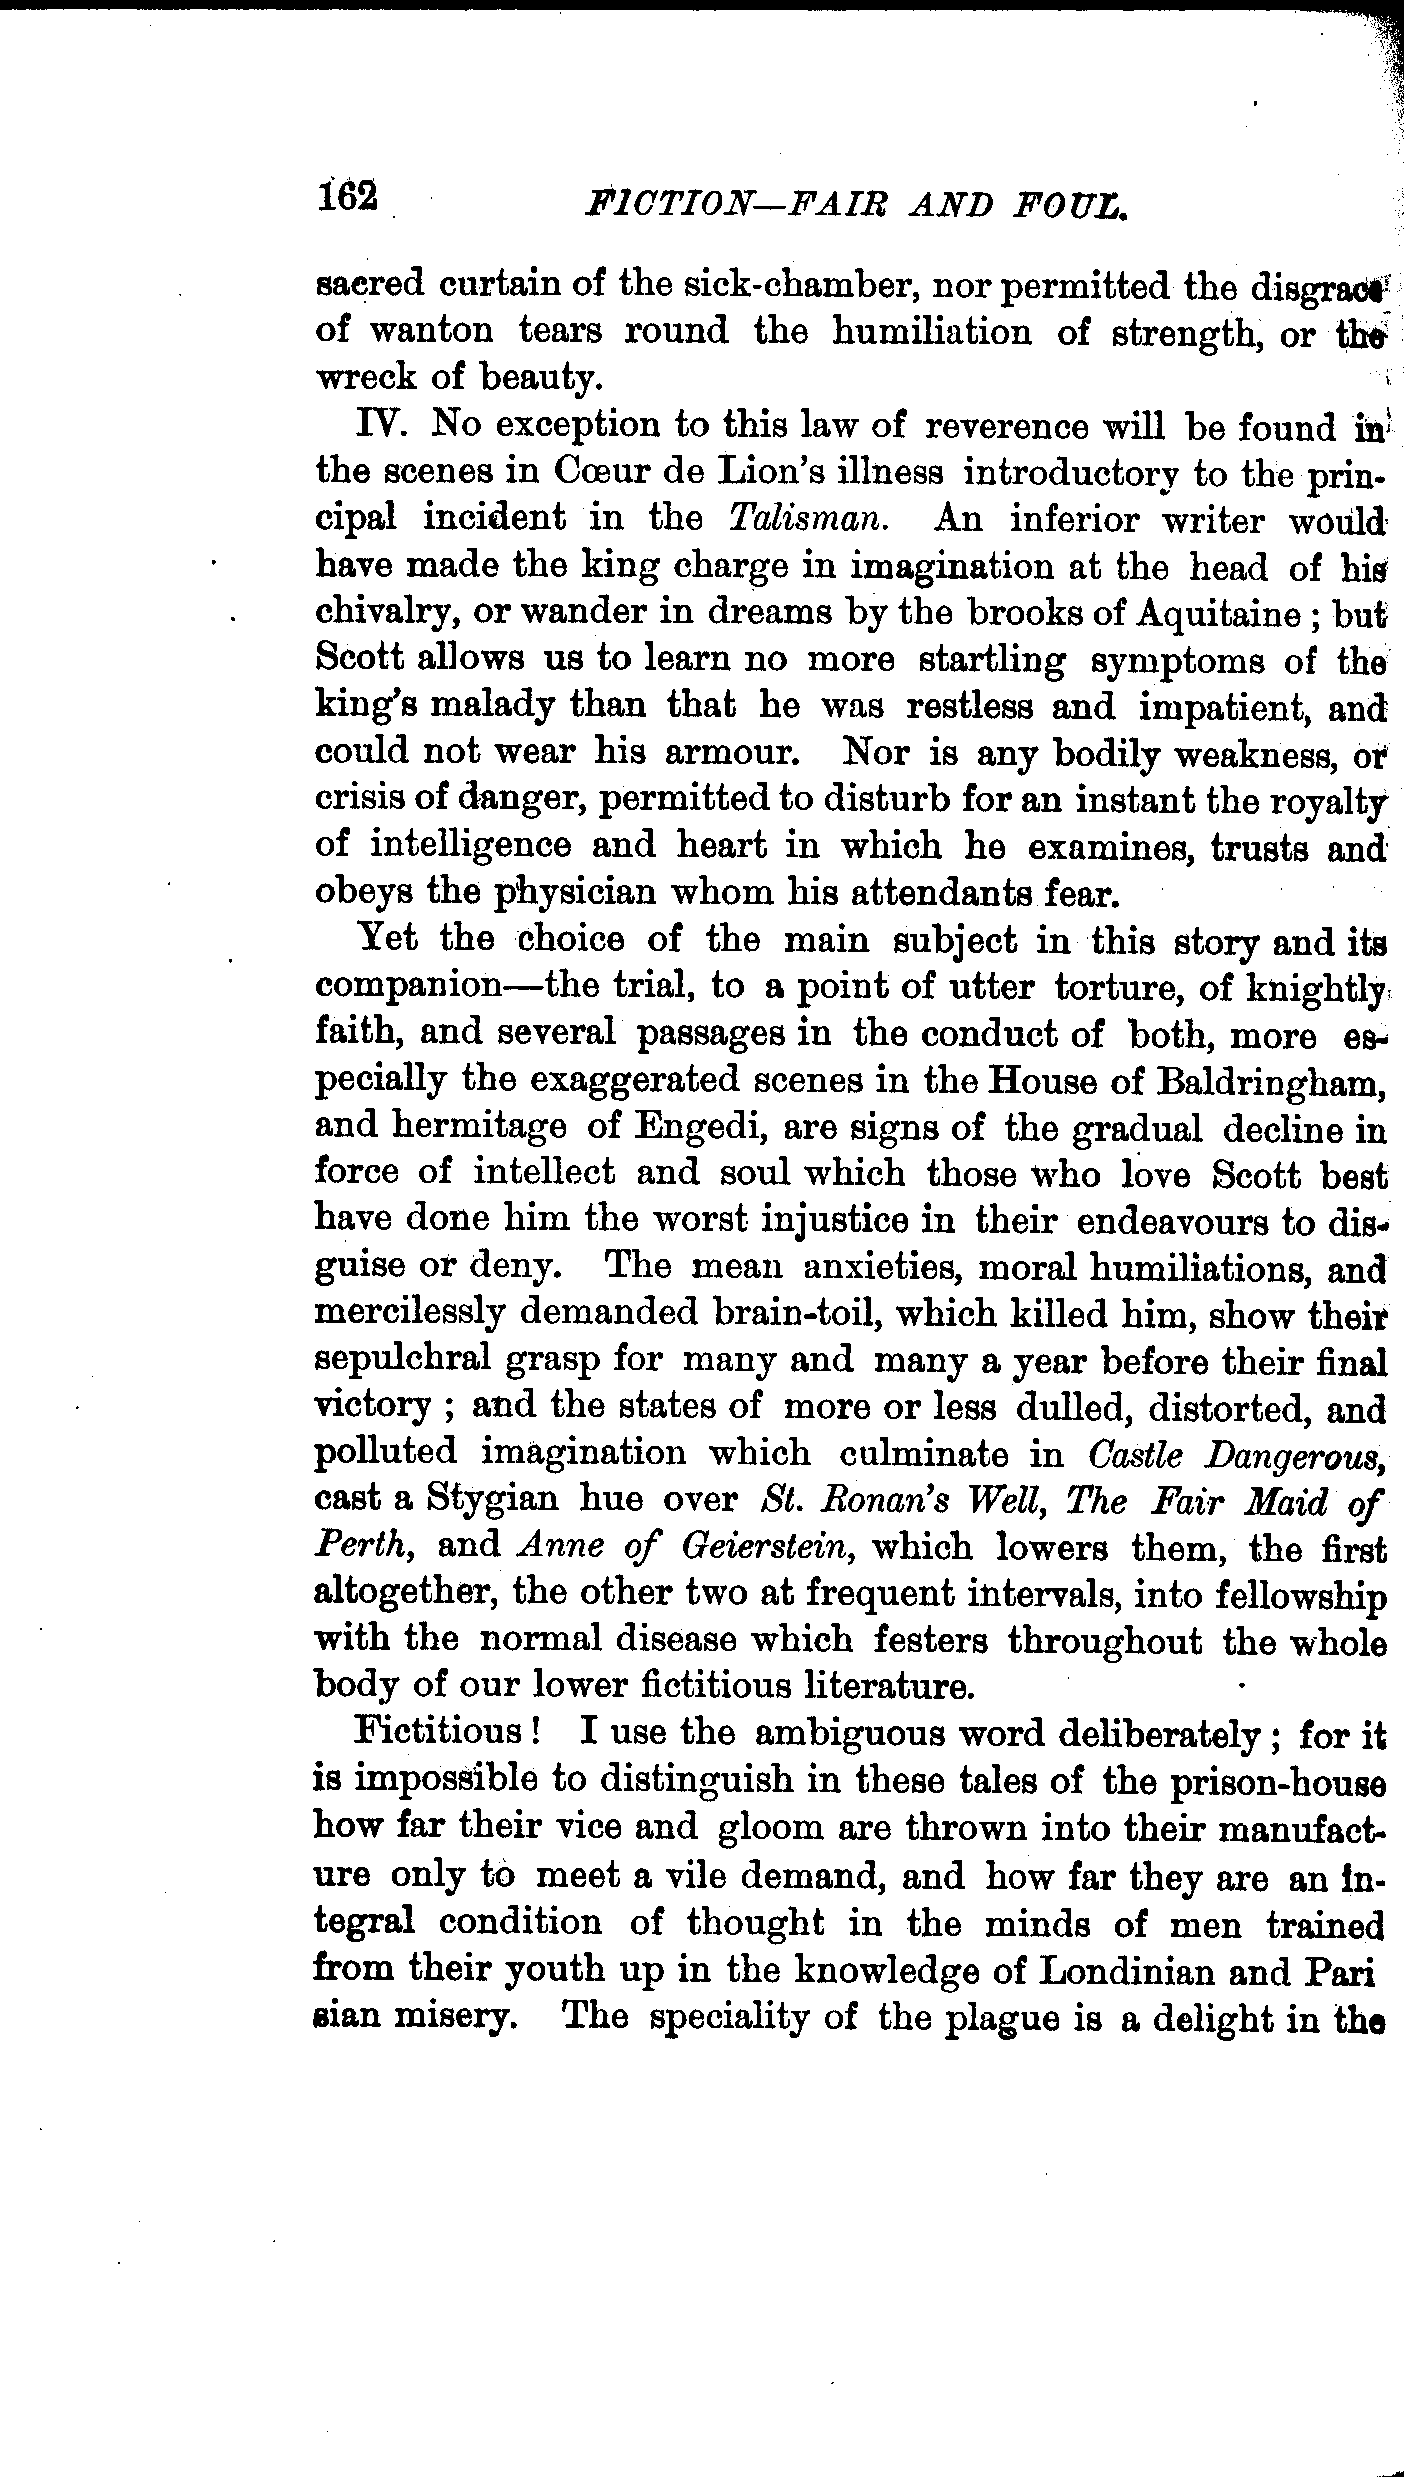 162 FICTION—FAIR AND FOUL.
sacred curtain of the sick-chamber, nor permitted the disgrace
of wanton tears round the humiliation of strength, or the
wreck of beauty.
IV. No exception to this law of reverence will be found in
the scenes in Cœur de Lion's illness introductory to the prin-
cipal incident in the Talisman. An inferior writer would
have made the king charge in imagination at the head of his
chivalry, or wander in dreams by the brooks of Aquitaine ; but
Scott allows us to learn no more startling symptoms of the
king's malady than that he was restless and impatient, and
could not wear his armour. Nor is any bodily weakness, or
crisis of danger, permitted to disturb for an instant the royalty
of intelligence and heart in which he examines, trusts and
obeys the physician whom his attendants fear.
Yet the choice of the main subject in this story and its
companion—the trial, to a point of utter torture, of knightly
faith, and several passages in the conduct of both, more es-
pecially the exaggerated scenes in the House of Baldringham,
and hermitage of Engedi, are signs of the gradual decline in
force of intellect and soul which those who love Scott best
have done him the worst injustice in their endeavours to dis-
guise or deny. The mean anxieties, moral humiliations, and
mercilessly demanded brain-toil, which killed him, show their
sepulchral grasp for many and many a year before their final
victory ; and the states of more or less dulled, distorted, and
polluted imagination which culminate in Castle Dangerous,
cast a Stygian hue over St. Ronan's Well, The Fair Maid of
Perth, and Anne of Geierstein, which lowers them, the first
altogether, the other two at frequent intervals, into fellowship
with the normal disease which festers throughout the whole
body of our lower fictitious literature.
Fictitious ! I use the ambiguous word deliberately ; for it
is impossible to distinguish in these tales of the prison-house
how far their vice and gloom are thrown into their manufact-
ure only to meet a vile demand, and how far they are an in-
tegral condition of thought in the minds of men trained
from their youth up in the knowledge of Londinian and Pari
sian misery. The speciality of the plague is a delight in the